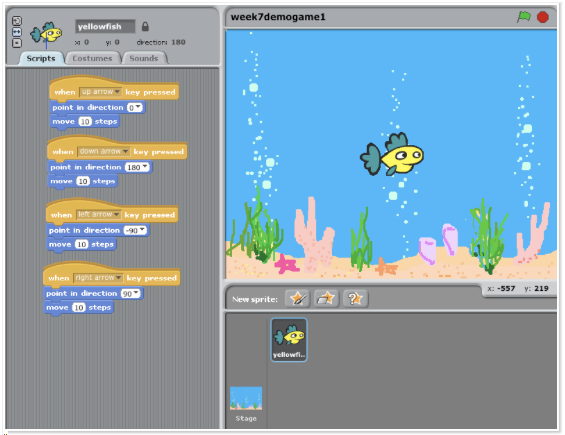 yellowfish
x: 0 y: 0 direction: 180
Scripts Costumes Sounds
when up arrow key pressed
point in direction 0
move 10 steps
when down arrow key pressed
point in direction 180
move 10 steps
when left arrow key pressed
point in direction -90
move 10 steps
when right arrow key pressed
point in direction 90
move 10 steps
week7demogame1
x: -557 y: 219
New sprite:
yellowfi...
Stage